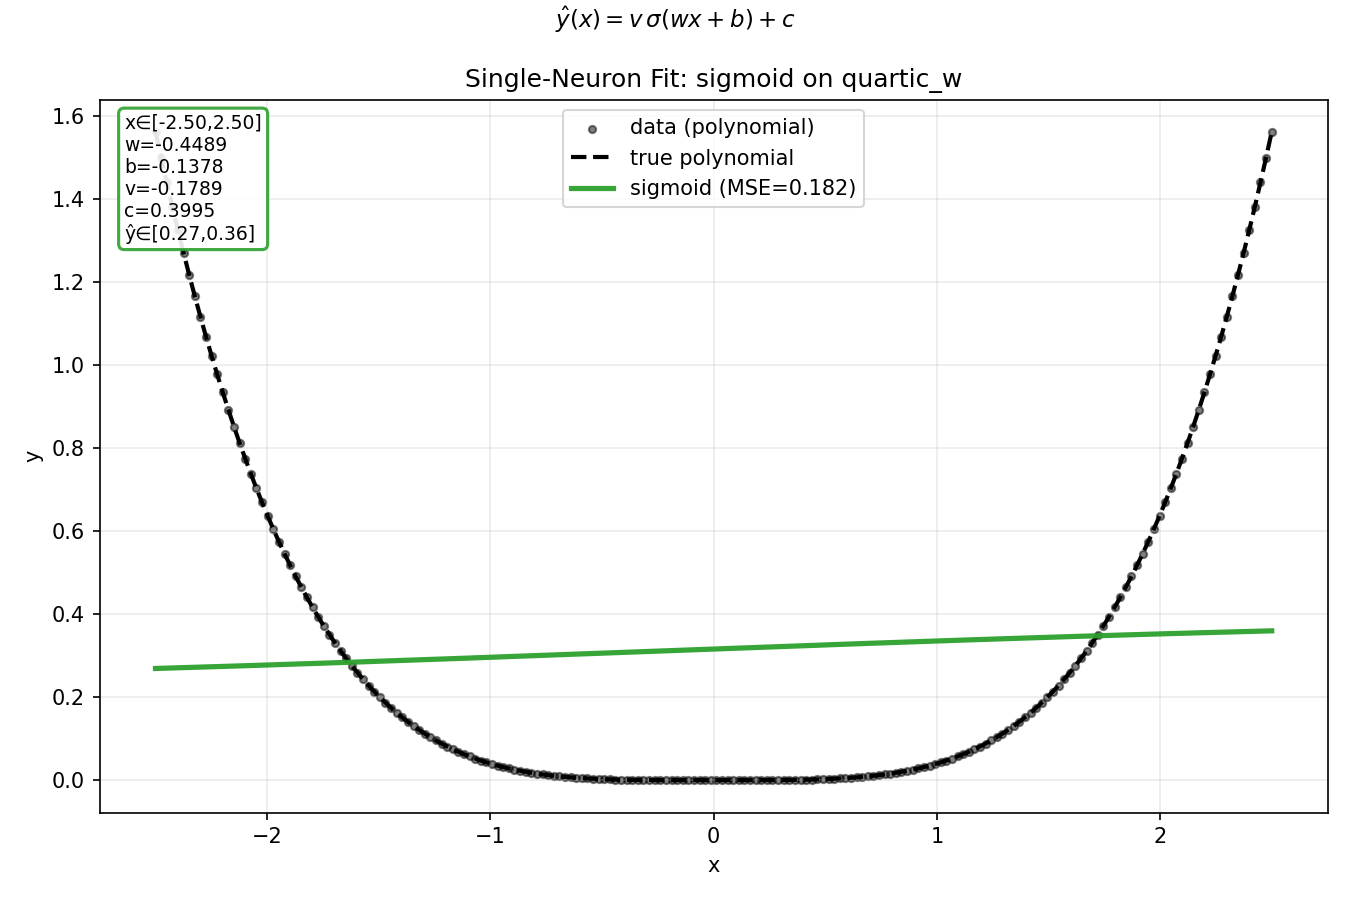 ŷ(x) = v σ(wx + b) + c
Single-Neuron Fit: sigmoid on quartic_w
x∈[-2.50,2.50]
w=-0.4489
b=-0.1378
v=-0.1789
c=0.3995
ŷ∈[0.27,0.36]
data (polynomial)
true polynomial
sigmoid (MSE=0.182)
1.6
1.4
1.2
1.0
0.8
0.6
0.4
0.2
0.0
y
−2
−1
0
1
2
x